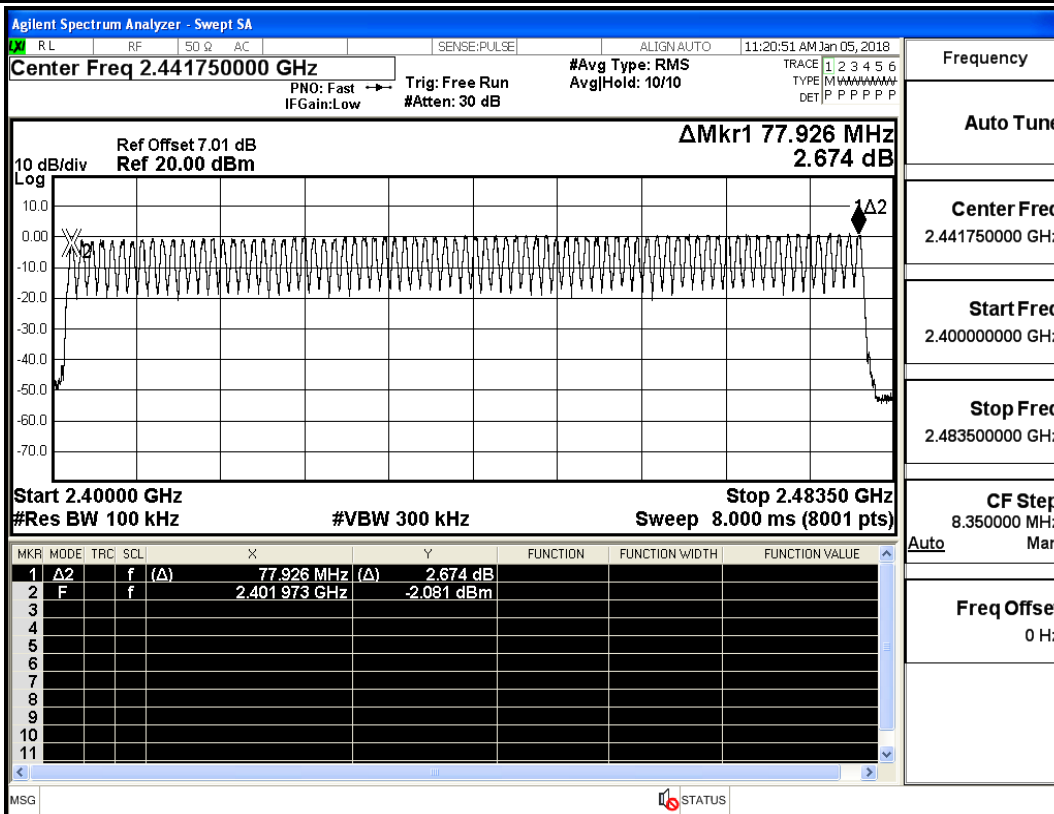 Agilent Spectrum Analyzer - Swept SA
LXI RL RF 50 Ω AC SENSE:PULSE ALIGN AUTO 11:20:51 AM Jan 05, 2018
Center Freq 2.441750000 GHz
PNO: Fast
IFGain:Low
Trig: Free Run
#Atten: 30 dB
#Avg Type: RMS
Avg|Hold: 10/10
TRACE 1 2 3 4 5 6
TYPE M
DET P P P P P P
ΔMkr1 77.926 MHz
2.674 dB
Ref Offset 7.01 dB
10 dB/div Ref 20.00 dBm
Log
10.0
0.00
-10.0
-20.0
-30.0
-40.0
-50.0
-60.0
-70.0
1Δ2
2
Start 2.40000 GHz Stop 2.48350 GHz
#Res BW 100 kHz #VBW 300 kHz Sweep 8.000 ms (8001 pts)
MKR MODE TRC SCL X Y FUNCTION FUNCTION WIDTH FUNCTION VALUE
1 Δ2 f (Δ) 77.926 MHz (Δ) 2.674 dB
2 F f 2.401 973 GHz -2.081 dBm
3
4
5
6
7
8
9
10
11
MSG STATUS
Frequency
Auto Tune
Center Freq
2.441750000 GHz
Start Freq
2.400000000 GHz
Stop Freq
2.483500000 GHz
CF Step
8.350000 MHz
Auto Man
Freq Offset
0 Hz